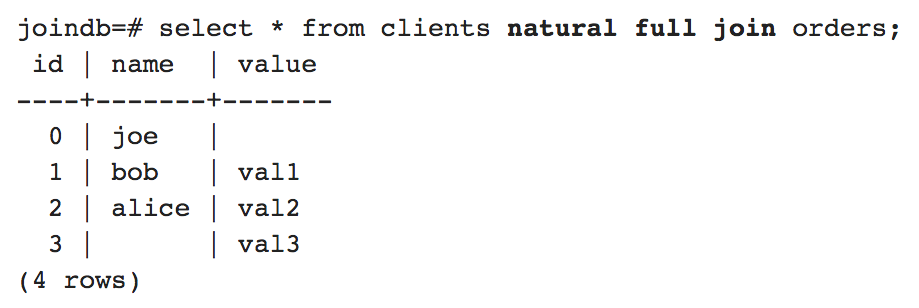 joindb=# select * from clients natural full join orders;
 id | name  | value
----+-------+-------
  0 | joe   |
  1 | bob   | val1
  2 | alice | val2
  3 |       | val3
(4 rows)